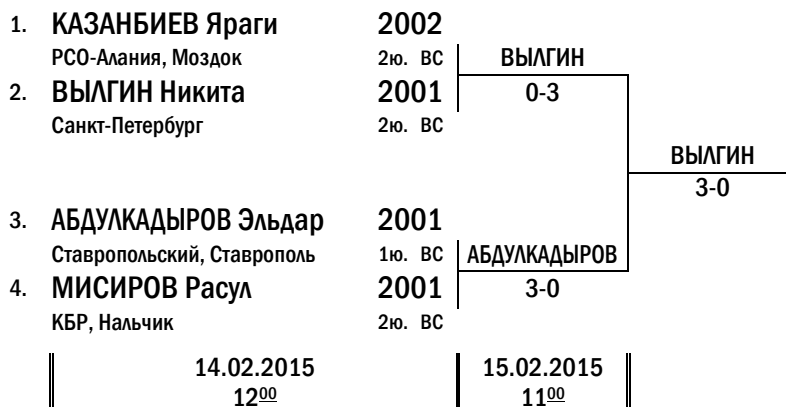 1. КАЗАНБИЕВ Яраги 2002
РСО-Алания, Моздок 2ю. ВС ВЫЛГИН
2. ВЫЛГИН Никита 2001 0-3
Санкт-Петербург 2ю. ВС
ВЫЛГИН
3-0
3. АБДУЛКАДЫРОВ Эльдар 2001
Ставропольский, Ставрополь 1ю. ВС АБДУЛКАДЫРОВ
4. МИСИРОВ Расул 2001 3-0
КБР, Нальчик 2ю. ВС
14.02.2015 15.02.2015
1200 1100